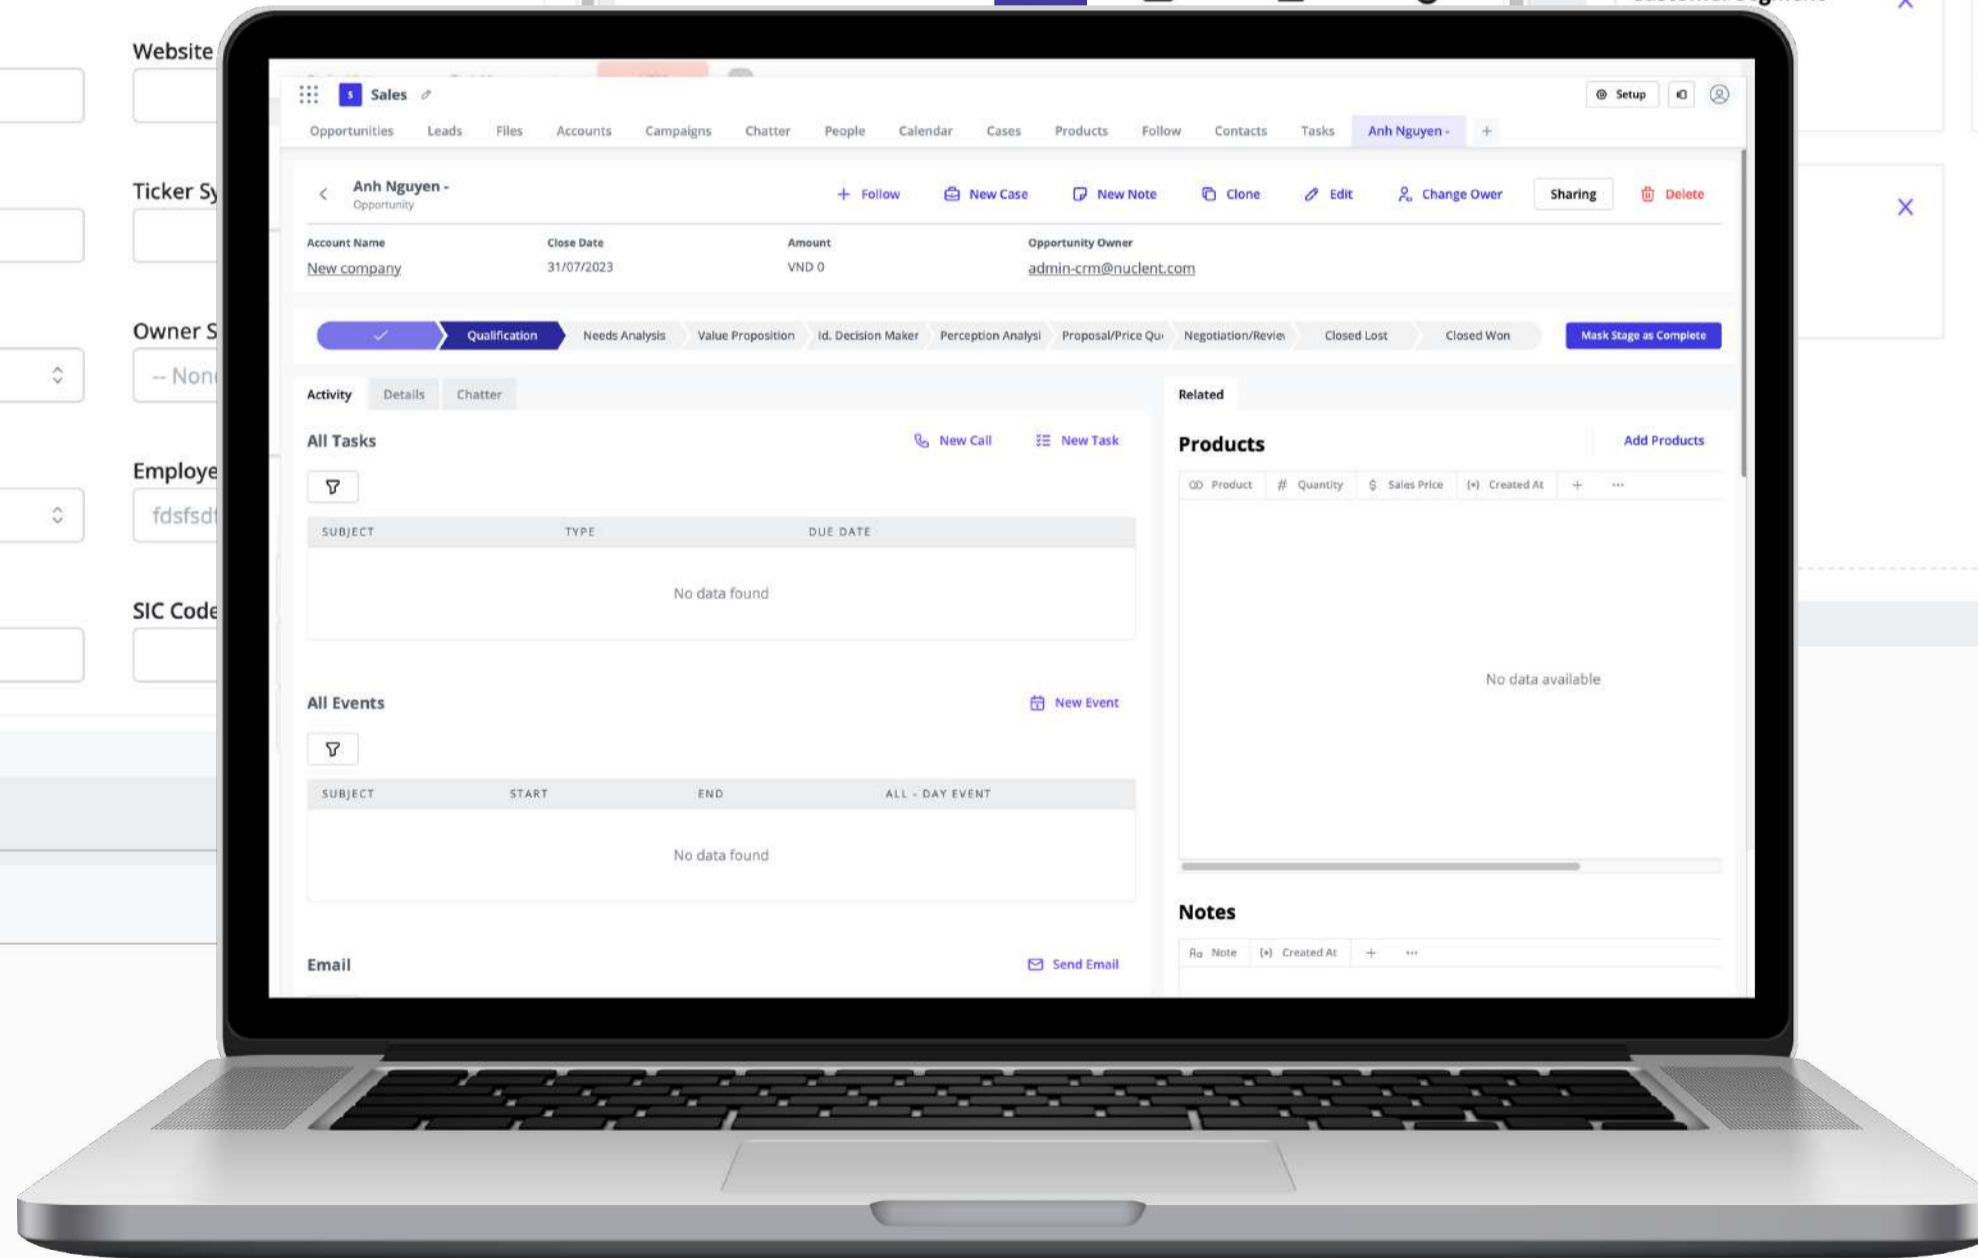 Website
Ticker Sy
Owner S
-- Non
Employe
fdsfsdf
SIC Code
S Sales
Setup
Opportunities Leads Files Accounts Campaigns Chatter People Calendar Cases Products Follow Contacts Tasks Anh Nguyen - +
Anh Nguyen -
Opportunity
+ Follow New Case New Note Clone Edit Change Ower Sharing Delete
Account Name Close Date Amount Opportunity Owner
New company 31/07/2023 VND 0 admin-crm@nuclent.com
Qualification Needs Analysis Value Proposition Id. Decision Maker Perception Analysi Proposal/Price Qu Negotiation/Revie Closed Lost Closed Won Mask Stage as Complete
Activity Details Chatter
Related
All Tasks New Call New Task
Products Add Products
Product # Quantity $ Sales Price Created At + ...
SUBJECT TYPE DUE DATE
No data found
No data available
All Events New Event
SUBJECT START END ALL - DAY EVENT
No data found
Notes
Note Created At + ...
Email Send Email